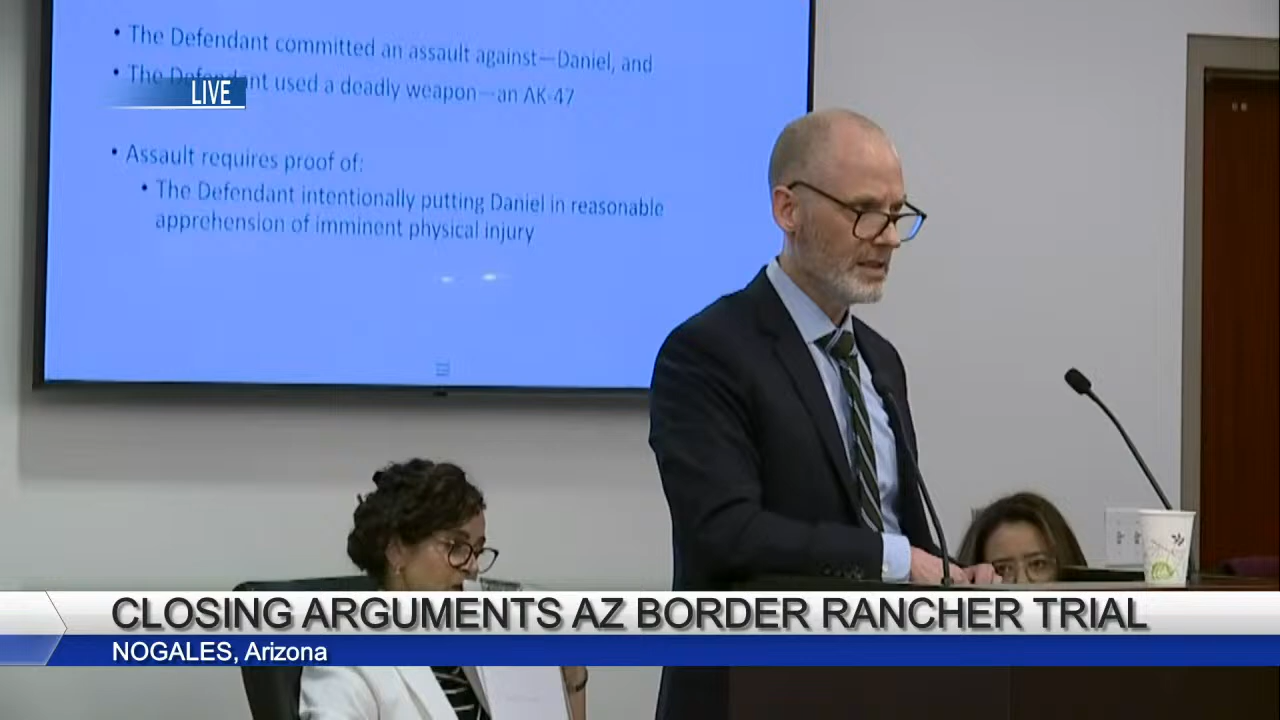 • The Defendant committed an assault against—Daniel, and
• The Defendant used a deadly weapon—an AK-47
LIVE
• Assault requires proof of:
• The Defendant intentionally putting Daniel in reasonable
apprehension of imminent physical injury
CLOSING ARGUMENTS AZ BORDER RANCHER TRIAL
NOGALES, Arizona